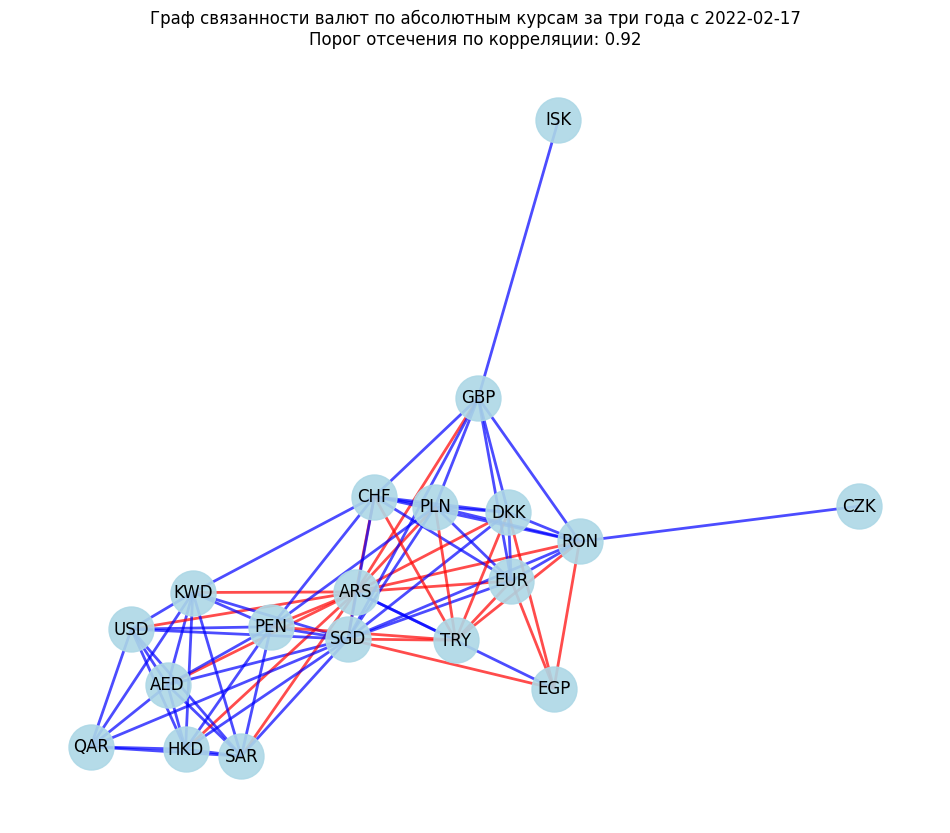 Граф связанности валют по абсолютным курсам за три года с 2022-02-17
Порог отсечения по корреляции: 0.92
ISK
GBP
CHF
PLN
DKK
CZK
RON
EUR
KWD
ARS
USD
PEN
SGD
TRY
AED
EGP
QAR
HKD
SAR